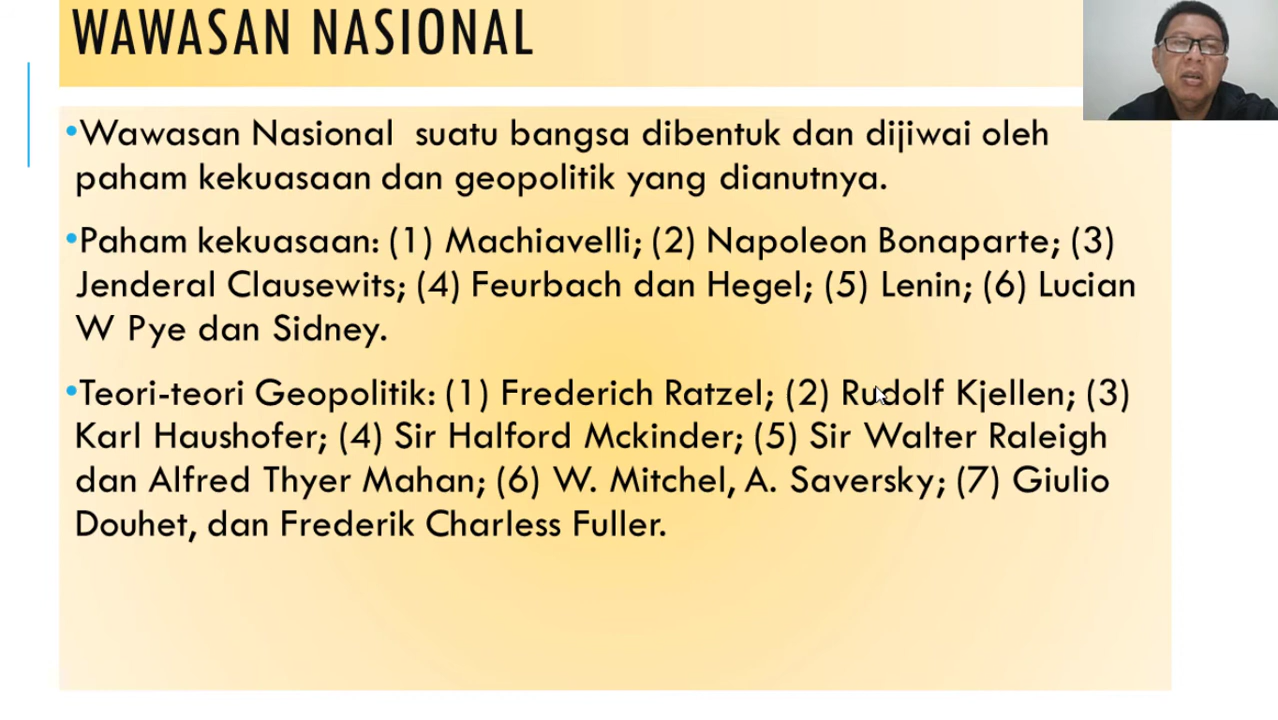 WAWASAN NASIONAL
•Wawasan Nasional suatu bangsa dibentuk dan dijiwai oleh
paham kekuasaan dan geopolitik yang dianutnya.
•Paham kekuasaan: (1) Machiavelli; (2) Napoleon Bonaparte; (3)
Jenderal Clausewits; (4) Feurbach dan Hegel; (5) Lenin; (6) Lucian
W Pye dan Sidney.
•Teori-teori Geopolitik: (1) Frederich Ratzel; (2) Rudolf Kjellen; (3)
Karl Haushofer; (4) Sir Halford Mckinder; (5) Sir Walter Raleigh
dan Alfred Thyer Mahan; (6) W. Mitchel, A. Saversky; (7) Giulio
Douhet, dan Frederik Charless Fuller.